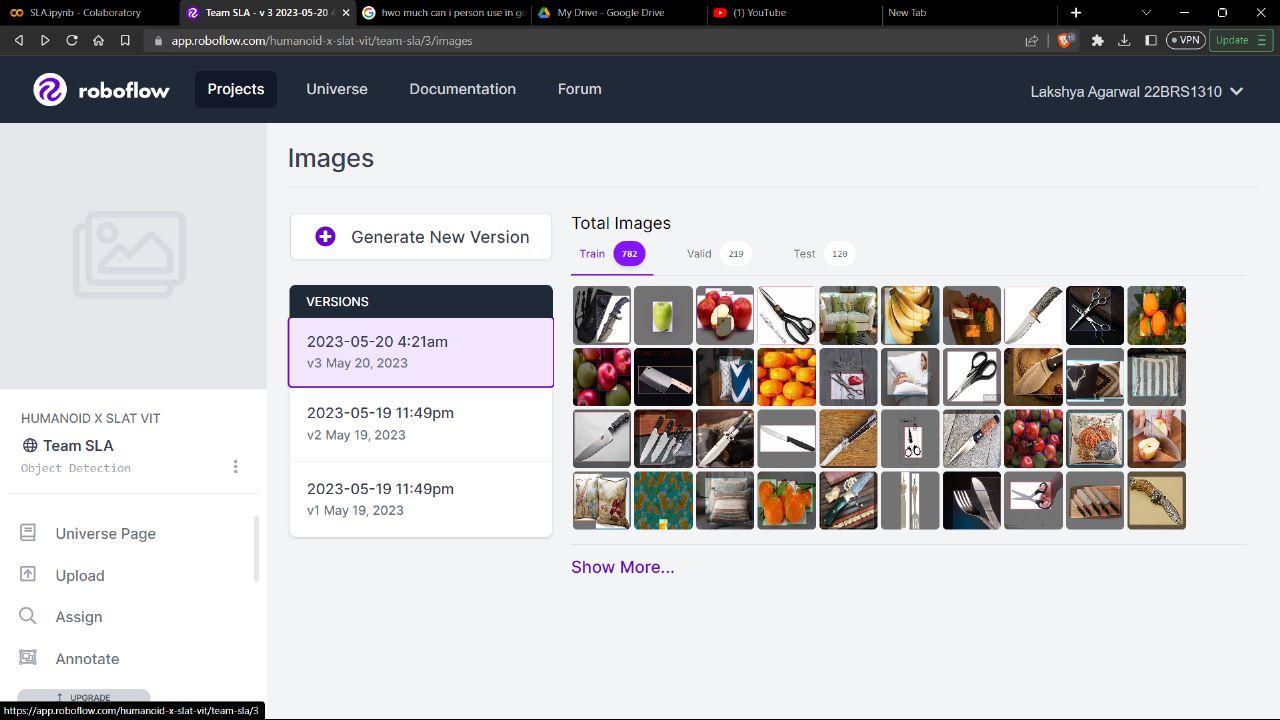 SLA.ipynb - Colaboratory
Team SLA - v 3 2023-05-20 4
hwo much can i person use in go
My Drive - Google Drive
(1) YouTube
New Tab
app.roboflow.com/humanoid-x-slat-vit/team-sla/3/images
15
VPN
Update
roboflow
Projects
Universe
Documentation
Forum
Lakshya Agarwal 22BRS1310
Images
Generate New Version
VERSIONS
2023-05-20 4:21am
v3 May 20, 2023
2023-05-19 11:49pm
v2 May 19, 2023
2023-05-19 11:49pm
v1 May 19, 2023
Total Images
Train 782
Valid 219
Test 120
Show More...
HUMANOID X SLAT VIT
Team SLA
Object Detection
Universe Page
Upload
Assign
Annotate
UPGRADE
https://app.roboflow.com/humanoid-x-slat-vit/team-sla/3